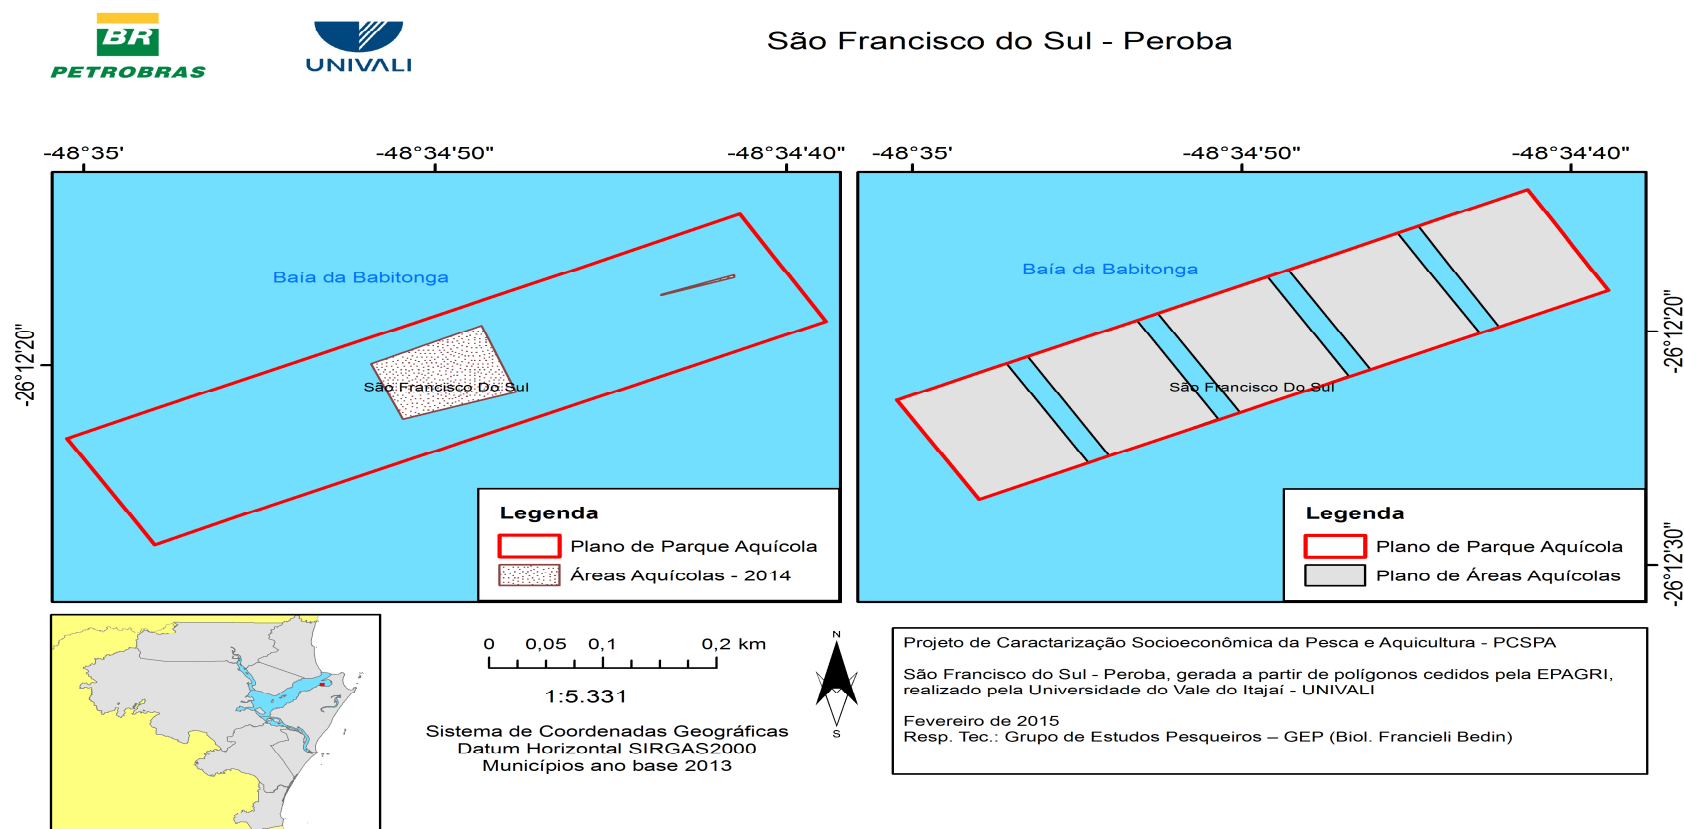 BR
PETROBRAS
UNIVALI
São Francisco do Sul - Peroba
-48°35'
-48°34'50"
-48°34'40"
-48°35'
-48°34'50"
-48°34'40"
-26°12'20"
Baía da Babitonga
São Francisco Do Sul
Legenda
Plano de Parque Aquícola
Áreas Aquícolas - 2014
Baía da Babitonga
São Francisco Do Sul
-26°12'20"
-26°12'30"
Legenda
Plano de Parque Aquícola
Plano de Áreas Aquícolas
0 0,05 0,1 0,2 km
1:5.331
Sistema de Coordenadas Geográficas
Datum Horizontal SIRGAS2000
Municípios ano base 2013
N
S
Projeto de Caractarização Socioeconômica da Pesca e Aquicultura - PCSPA
São Francisco do Sul - Peroba, gerada a partir de polígonos cedidos pela EPAGRI,
realizado pela Universidade do Vale do Itajaí - UNIVALI
Fevereiro de 2015
Resp. Tec.: Grupo de Estudos Pesqueiros – GEP (Biol. Francieli Bedin)